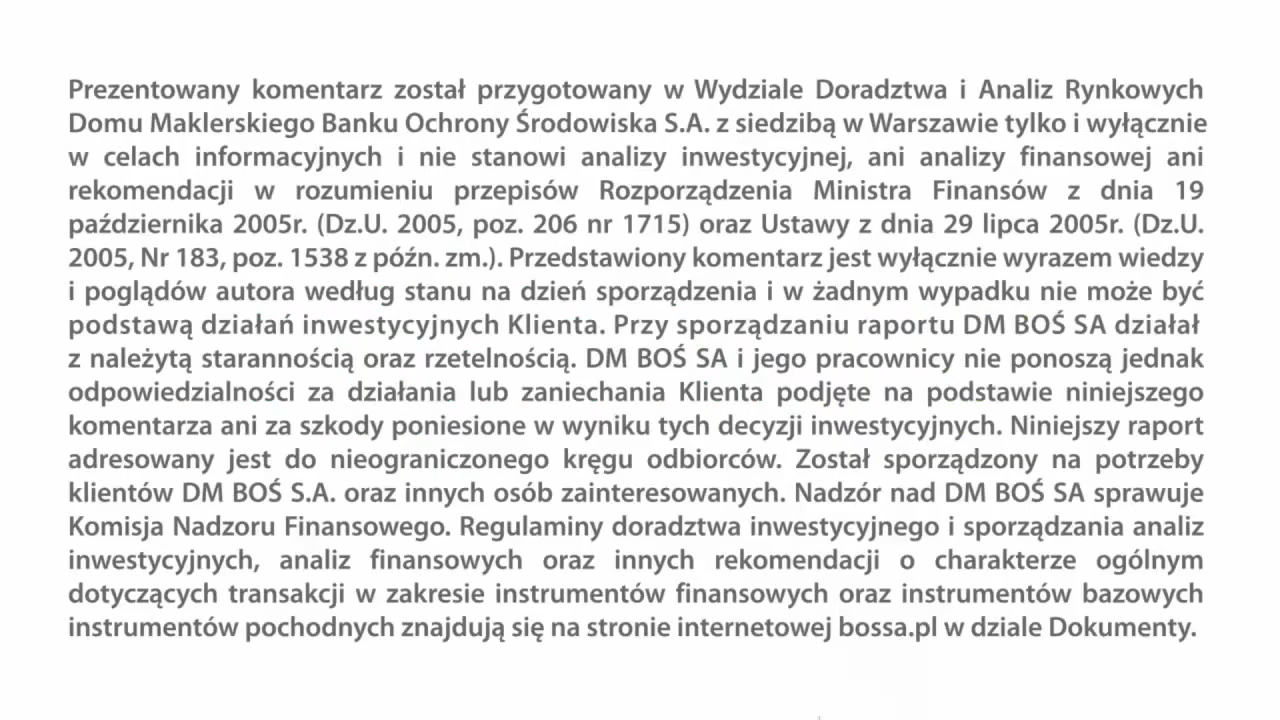 Prezentowany komentarz został przygotowany w Wydziale Doradztwa i Analiz Rynkowych
Domu Maklerskiego Banku Ochrony Środowiska S.A. z siedzibą w Warszawie tylko i wyłącznie
w celach informacyjnych i nie stanowi analizy inwestycyjnej, ani analizy finansowej ani
rekomendacji w rozumieniu przepisów Rozporządzenia Ministra Finansów z dnia 19
października 2005r. (Dz.U. 2005, poz. 206 nr 1715) oraz Ustawy z dnia 29 lipca 2005r. (Dz.U.
2005, Nr 183, poz. 1538 z późn. zm.). Przedstawiony komentarz jest wyłącznie wyrazem wiedzy
i poglądów autora według stanu na dzień sporządzenia i w żadnym wypadku nie może być
podstawą działań inwestycyjnych Klienta. Przy sporządzaniu raportu DM BOŚ SA działał
z należytą starannością oraz rzetelnością. DM BOŚ SA i jego pracownicy nie ponoszą jednak
odpowiedzialności za działania lub zaniechania Klienta podjęte na podstawie niniejszego
komentarza ani za szkody poniesione w wyniku tych decyzji inwestycyjnych. Niniejszy raport
adresowany jest do nieograniczonego kręgu odbiorców. Został sporządzony na potrzeby
klientów DM BOŚ S.A. oraz innych osób zainteresowanych. Nadzór nad DM BOŚ SA sprawuje
Komisja Nadzoru Finansowego. Regulaminy doradztwa inwestycyjnego i sporządzania analiz
inwestycyjnych, analiz finansowych oraz innych rekomendacji o charakterze ogólnym
dotyczących transakcji w zakresie instrumentów finansowych oraz instrumentów bazowych
instrumentów pochodnych znajdują się na stronie internetowej bossa.pl w dziale Dokumenty.